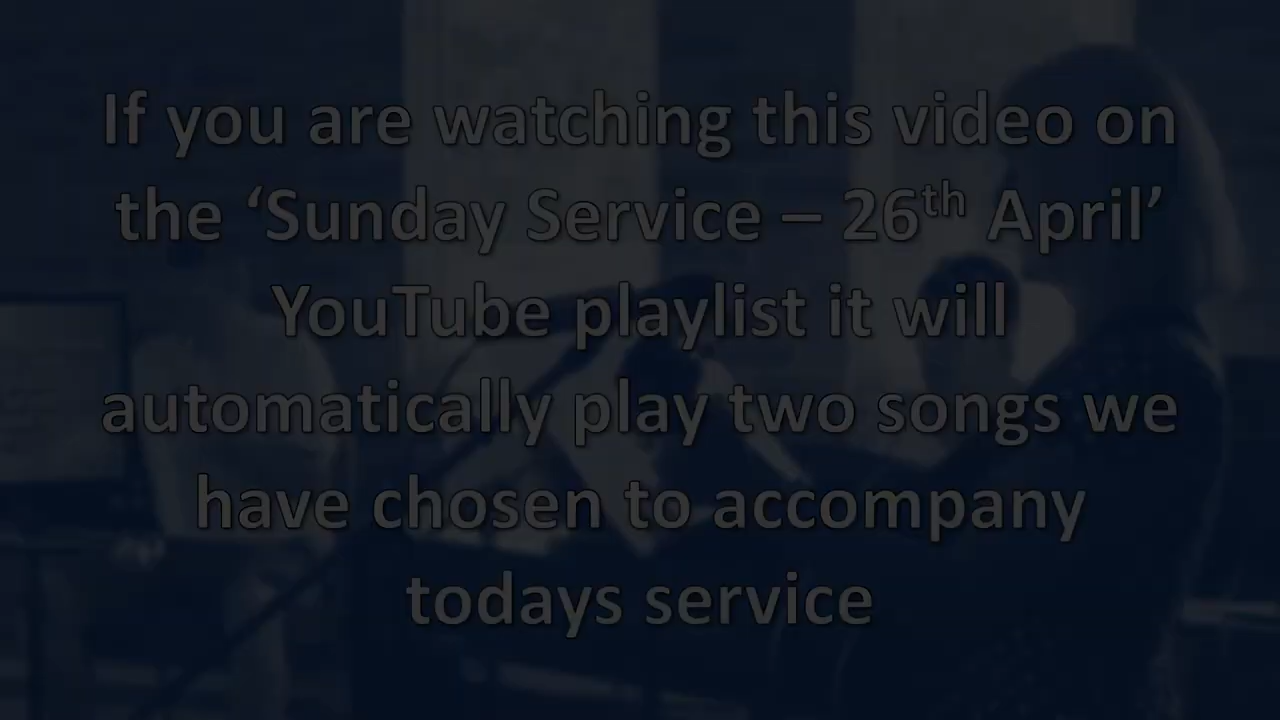 If you are watching this video on
the ‘Sunday Service – 26th April’
YouTube playlist it will
automatically play two songs we
have chosen to accompany
todays service